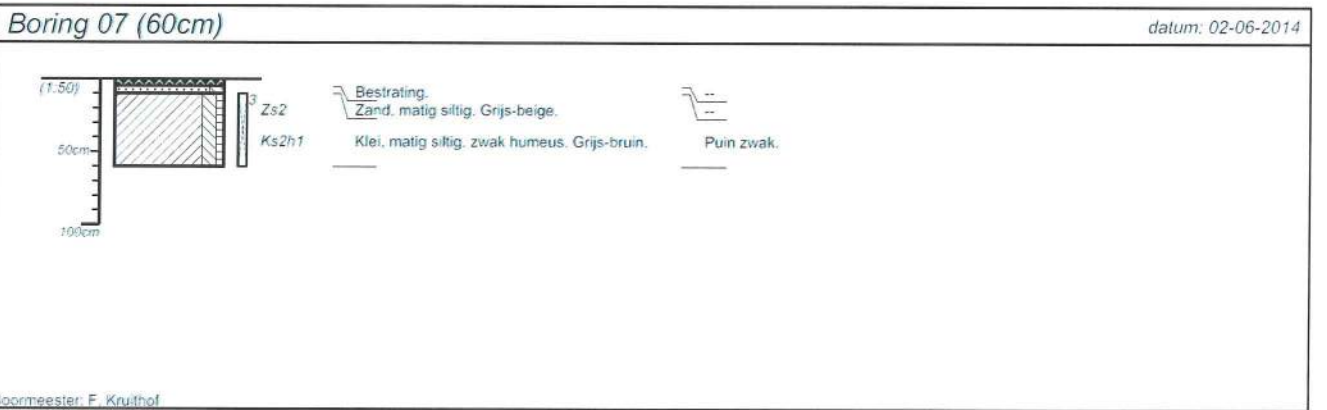 Boring 07 (60cm) datum: 02-06-2014
(1:50)
Bestrating. --
3 Zs2 Zand, matig siltig. Grijs-beige. --
50cm Ks2h1 Klei, matig siltig, zwak humeus. Grijs-bruin. Puin zwak.
100cm
oormeester: F. Kruithof